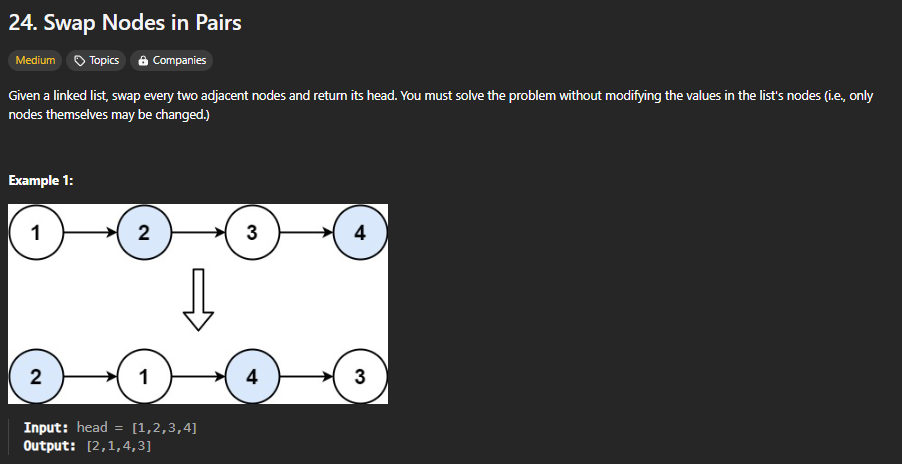 24. Swap Nodes in Pairs
Medium Topics Companies
Given a linked list, swap every two adjacent nodes and return its head. You must solve the problem without modifying the values in the list's nodes (i.e., only
nodes themselves may be changed.)
Example 1:
1 2 3 4
2 1 4 3
Input: head = [1,2,3,4]
Output: [2,1,4,3]